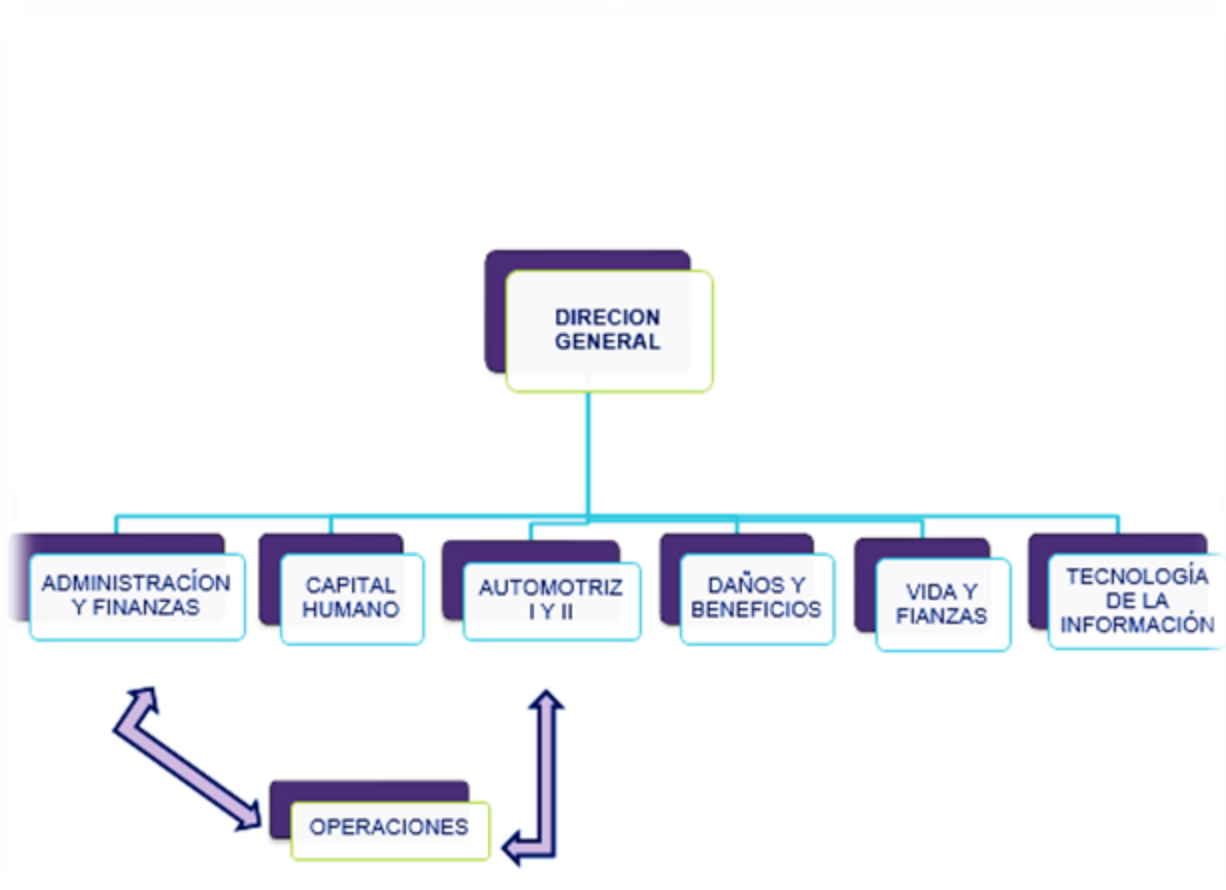 DIRECION
GENERAL
ADMINISTRACÍON
Y FINANZAS
CAPITAL
HUMANO
AUTOMOTRIZ
I Y II
DAÑOS Y
BENEFICIOS
VIDA Y
FIANZAS
TECNOLOGÍA
DE LA
INFORMACIÓN
OPERACIONES